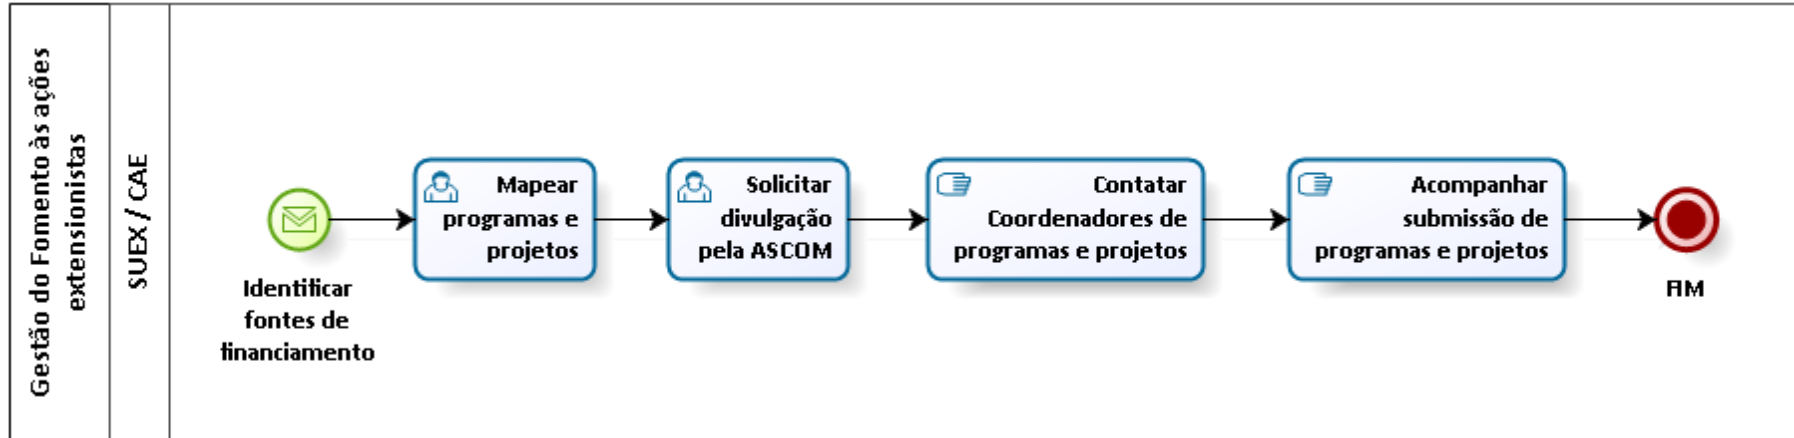 Gestão do Fomento às ações
extensionistas
SUEX / CAE
Identificar
fontes de
financiamento
Mapear
programas e
projetos
Solicitar
divulgação
pela ASCOM
Contatar
Coordenadores de
programas e projetos
Acompanhar
submissão de
programas e projetos
FIM